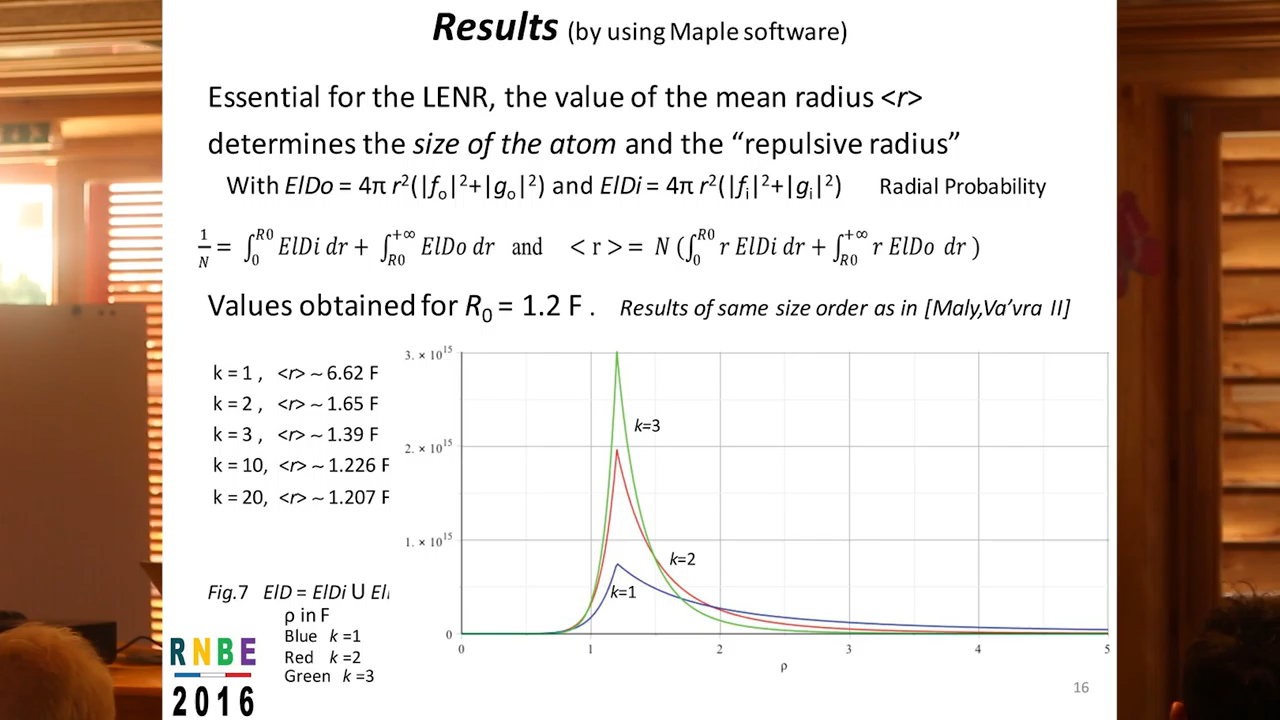 Results (by using Maple software)
Essential for the LENR, the value of the mean radius <r>
determines the size of the atom and the “repulsive radius”
With ElDo = 4π r²(|fₒ|²+|gₒ|²) and ElDi = 4π r²(|fᵢ|²+|gᵢ|²) Radial Probability
1/N = ∫₀^R0 ElDi dr + ∫_R0^+∞ ElDo dr and < r > = N (∫₀^R0 r ElDi dr + ∫_R0^+∞ r ElDo dr )
Values obtained for R₀ = 1.2 F . Results of same size order as in [Maly,Va’vra II]
k = 1 , <r> ~ 6.62 F
k = 2 , <r> ~ 1.65 F
k = 3 , <r> ~ 1.39 F
k = 10, <r> ~ 1.226 F
k = 20, <r> ~ 1.207 F
3. × 10¹⁵
2. × 10¹⁵
1. × 10¹⁵
0
k=3
k=2
k=1
0 1 2 3 4 5
ρ
Fig.7 ElD = ElDi U El
ρ in F
Blue k =1
Red k =2
Green k =3
RNBE
2016
16